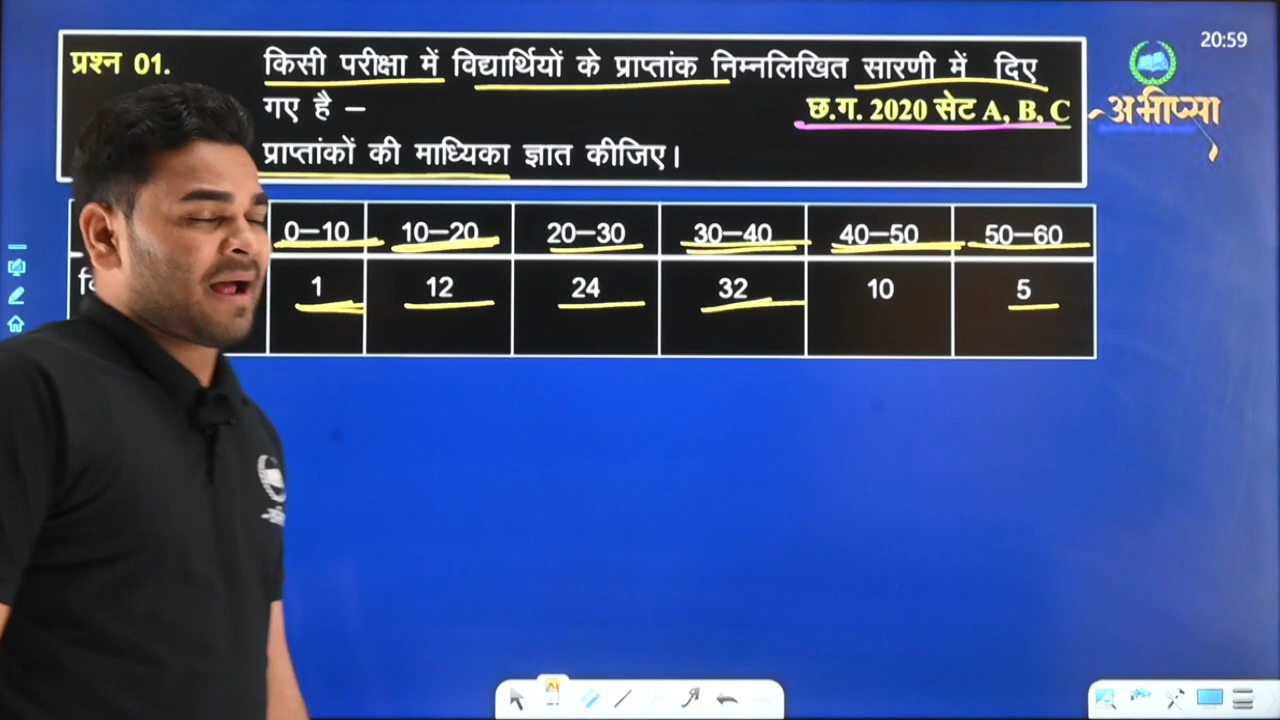 20:59
प्रश्न 01. किसी परीक्षा में विद्यार्थियों के प्राप्तांक निम्नलिखित सारणी में दिए
गए है –
छ.ग. 2020 सेट A, B, C
अभीप्सा
प्राप्तांकों की माध्यिका ज्ञात कीजिए।
0–10 10–20 20–30 30–40 40–50 50–60
1 12 24 32 10 5